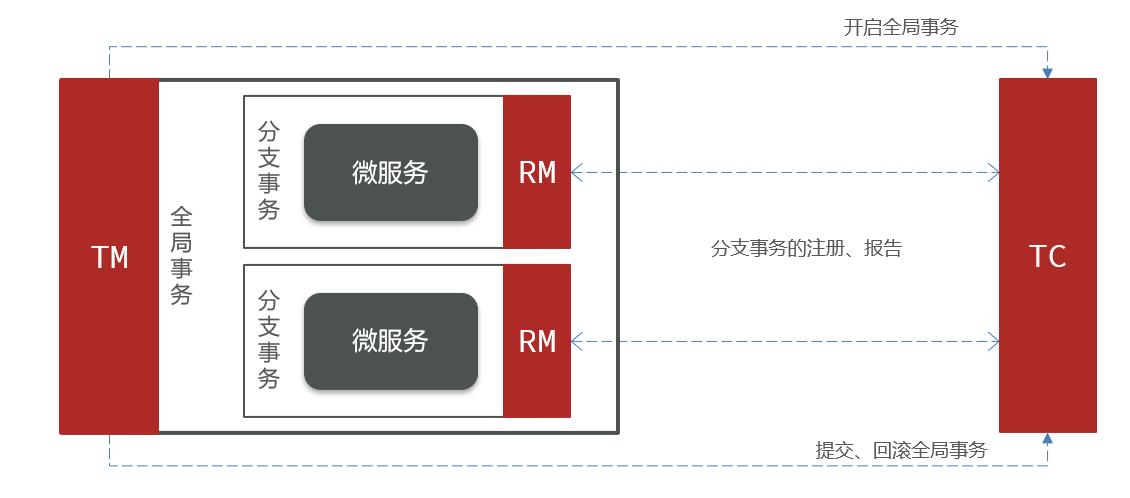 开启全局事务
TM
全局事务
分支事务
微服务
RM
分支事务的注册、报告
TC
分支事务
微服务
RM
提交、回滚全局事务